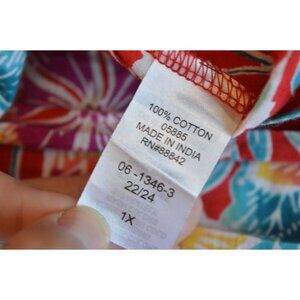 100% COTTON
05885
MADE IN INDIA
RN#88842
06 -1346-3
22/24
1X